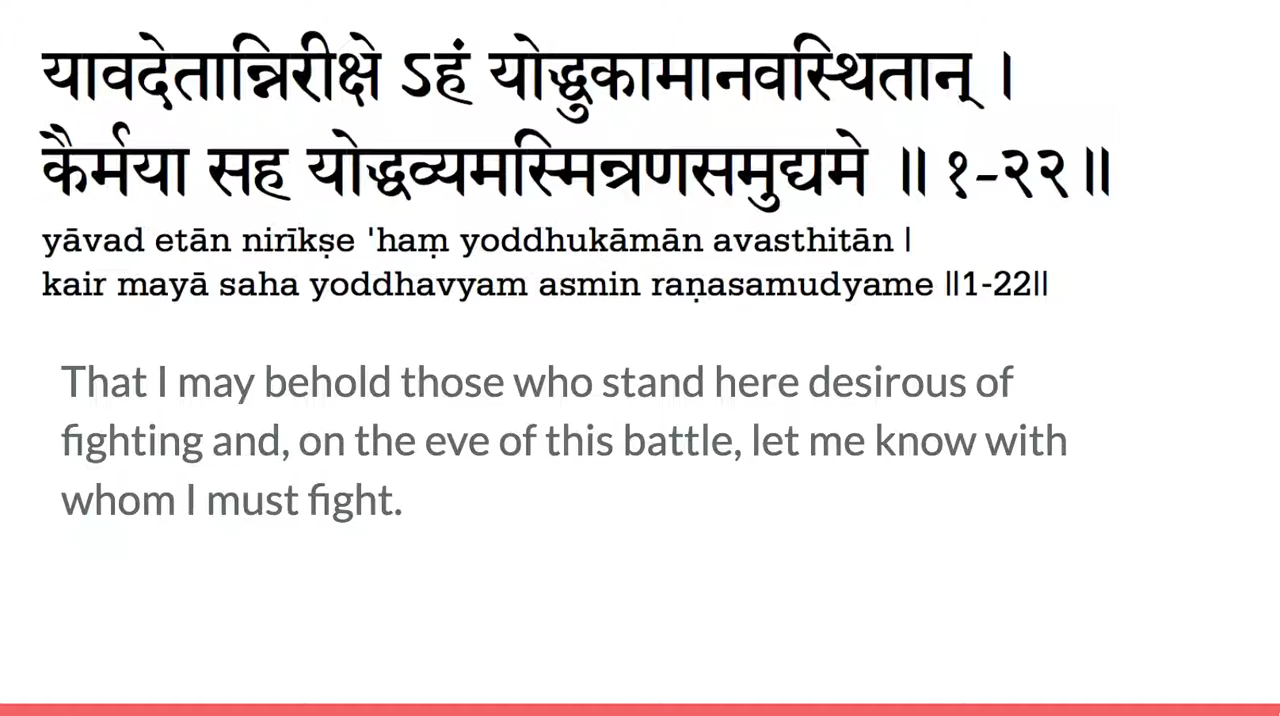 यावदेतान्निरीक्षे ऽहं योद्धुकामानवस्थितान् ।
कैर्मया सह योद्धव्यमस्मिन्रणसमुद्यमे ॥ १-२२॥
yāvad etān nirīkṣe 'haṃ yoddhukāmān avasthitān |
kair mayā saha yoddhavyam asmin raṇasamudyame ||1-22||
That I may behold those who stand here desirous of
fighting and, on the eve of this battle, let me know with
whom I must fight.